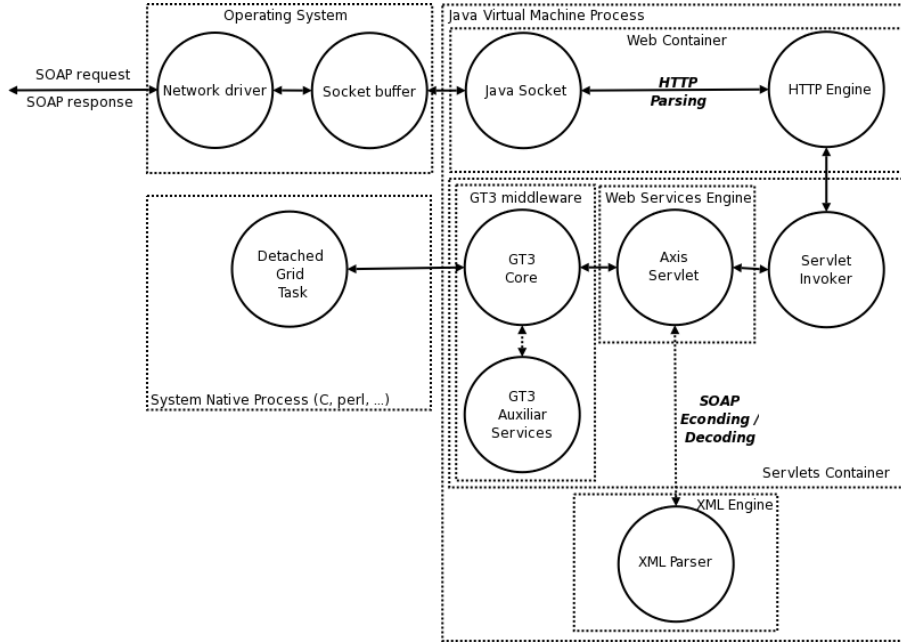 Operating System
Java Virtual Machine Process
Web Container
SOAP request
SOAP response
Network driver
Socket buffer
Java Socket
HTTP
Parsing
HTTP Engine
GT3 middleware
Web Services Engine
Detached
Grid
Task
GT3
Core
Axis
Servlet
Servlet
Invoker
System Native Process (C, perl, ...)
GT3
Auxiliar
Services
SOAP
Econding /
Decoding
Servlets Container
XML Engine
XML Parser